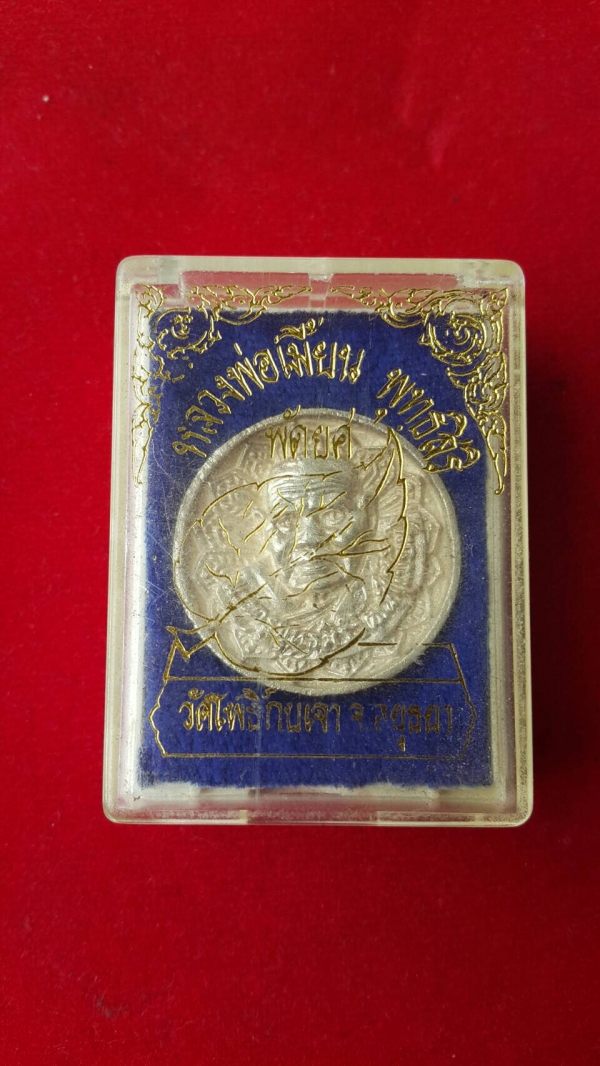 หลวงพ่อเมี้ยน พุทธสิริ
พัดยศ
วัดโพธิ์กบเจา จ.อยุธยา